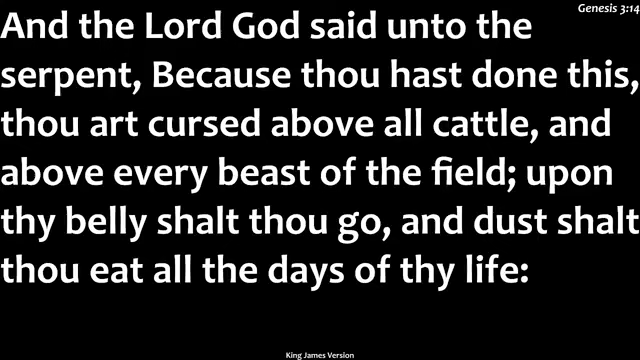 Genesis 3:14
And the Lord God said unto the
serpent, Because thou hast done this,
thou art cursed above all cattle, and
above every beast of the field; upon
thy belly shalt thou go, and dust shalt
thou eat all the days of thy life:
King James Version